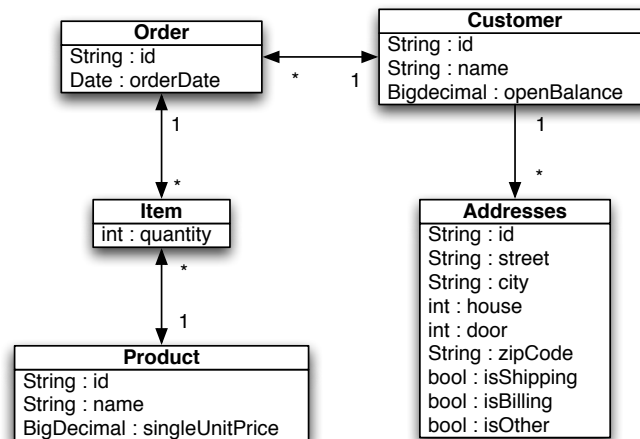 Order
String : id
Date : orderDate
* 1
Customer
String : id
String : name
Bigdecimal : openBalance
1
*
Item
int : quantity
1
*
Addresses
String : id
String : street
String : city
int : house
int : door
String : zipCode
bool : isShipping
bool : isBilling
bool : isOther
*
1
Product
String : id
String : name
BigDecimal : singleUnitPrice